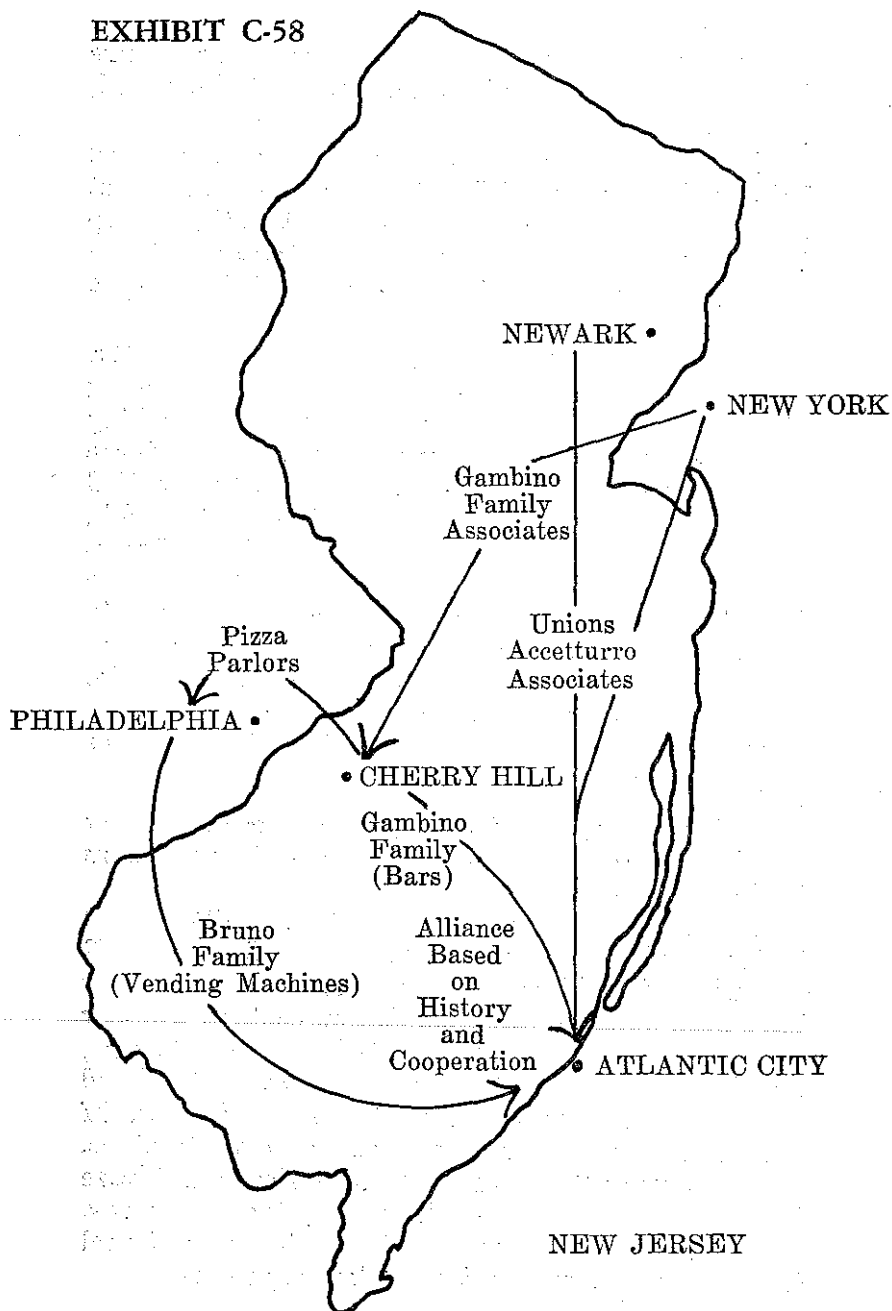 EXHIBIT C-58
NEWARK
NEW YORK
Gambino
Family
Associates
Unions
Accetturro
Associates
Pizza
Parlors
PHILADELPHIA
CHERRY HILL
Gambino
Family
(Bars)
Bruno
Family
(Vending Machines)
Alliance
Based
on
History
and
Cooperation
ATLANTIC CITY
NEW JERSEY